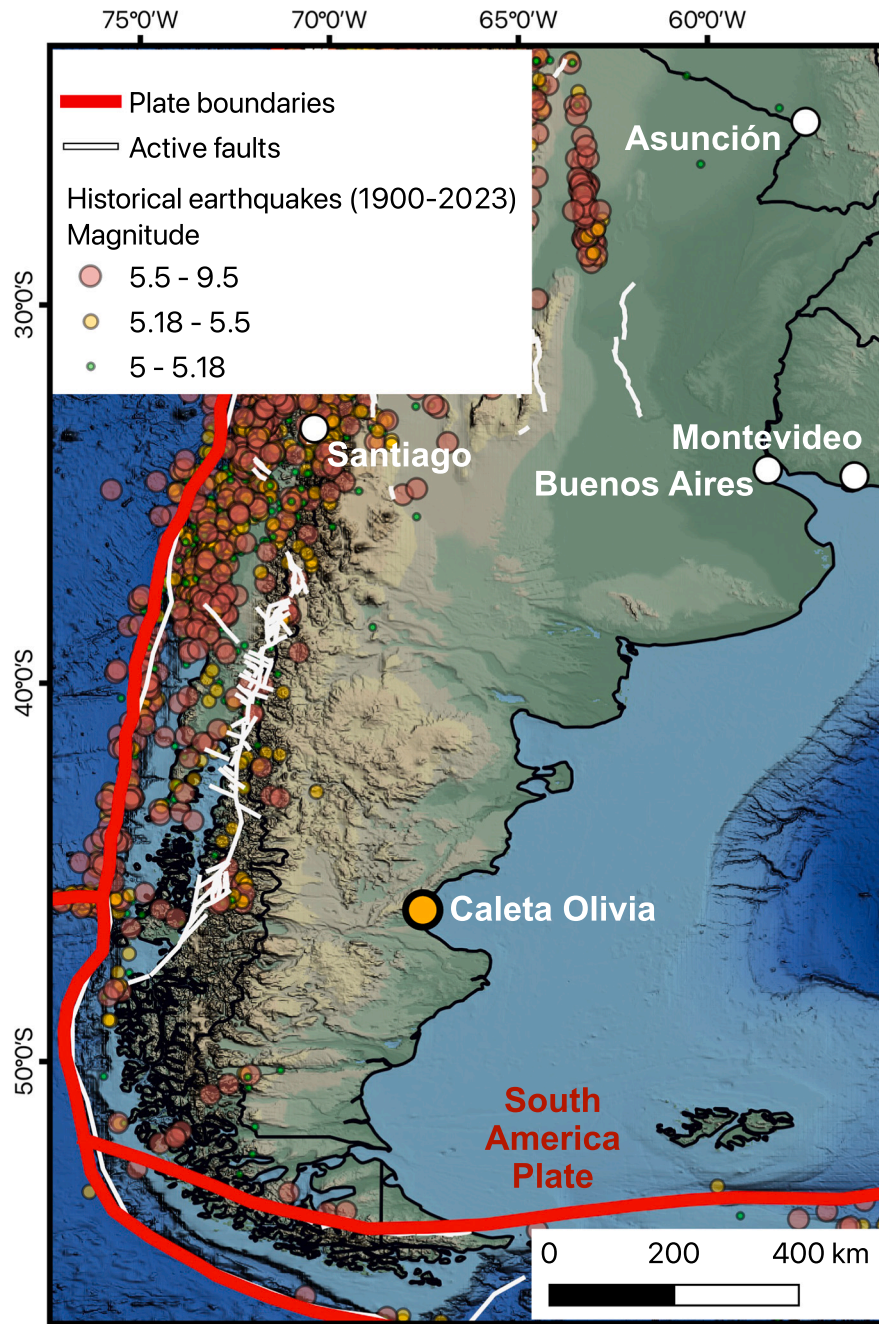 75°0'W 70°0'W 65°0'W 60°0'W
Plate boundaries
Active faults
Historical earthquakes (1900-2023)
Magnitude
5.5 - 9.5
5.18 - 5.5
5 - 5.18
30°0'S
40°0'S
50°0'S
Asunción
Santiago
Montevideo
Buenos Aires
Caleta Olivia
South
America
Plate
0 200 400 km